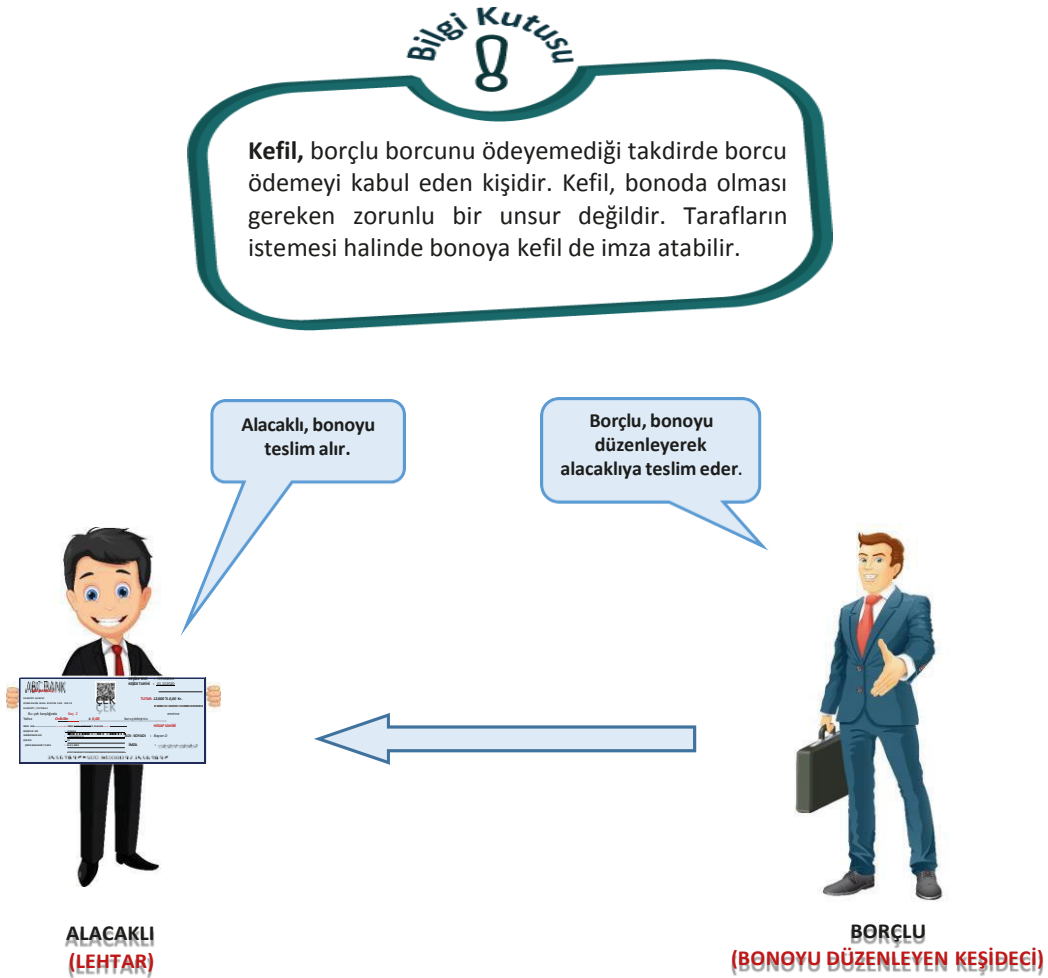 Bilgi Kutusu
Kefil, borçlu borcunu ödeyemediği takdirde borcu
ödemeyi kabul eden kişidir. Kefil, bonoda olması
gereken zorunlu bir unsur değildir. Tarafların
istemesi halinde bonoya kefil de imza atabilir.
Alacaklı, bonoyu
teslim alır.
Borçlu, bonoyu
düzenleyerek
alacaklıya teslim eder.
ABC BANK
ÇEK
ALACAKLI
(LEHTAR)
BORÇLU
(BONOYU DÜZENLEYEN KEŞİDECİ)